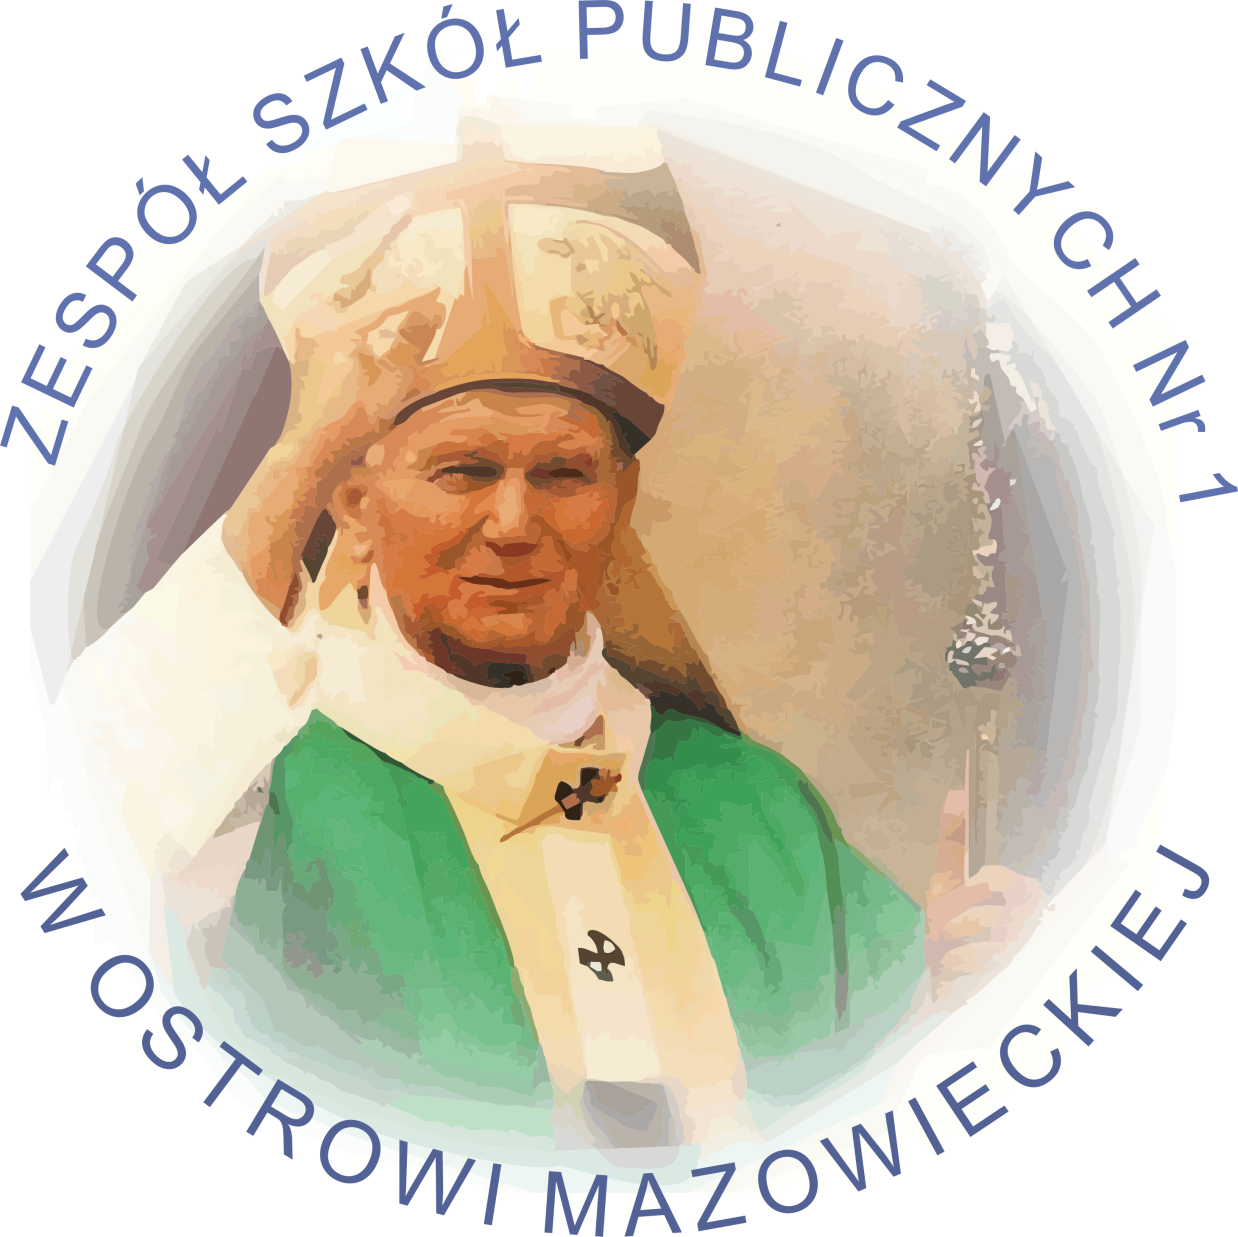 ZESPÓŁ SZKÓŁ PUBLICZNYCH Nr 1
W OSTROWI MAZOWIECKIEJ